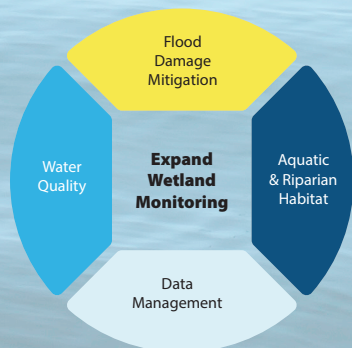 Flood
Damage
Mitigation
Water
Quality
Expand
Wetland
Monitoring
Aquatic
& Riparian
Habitat
Data
Management